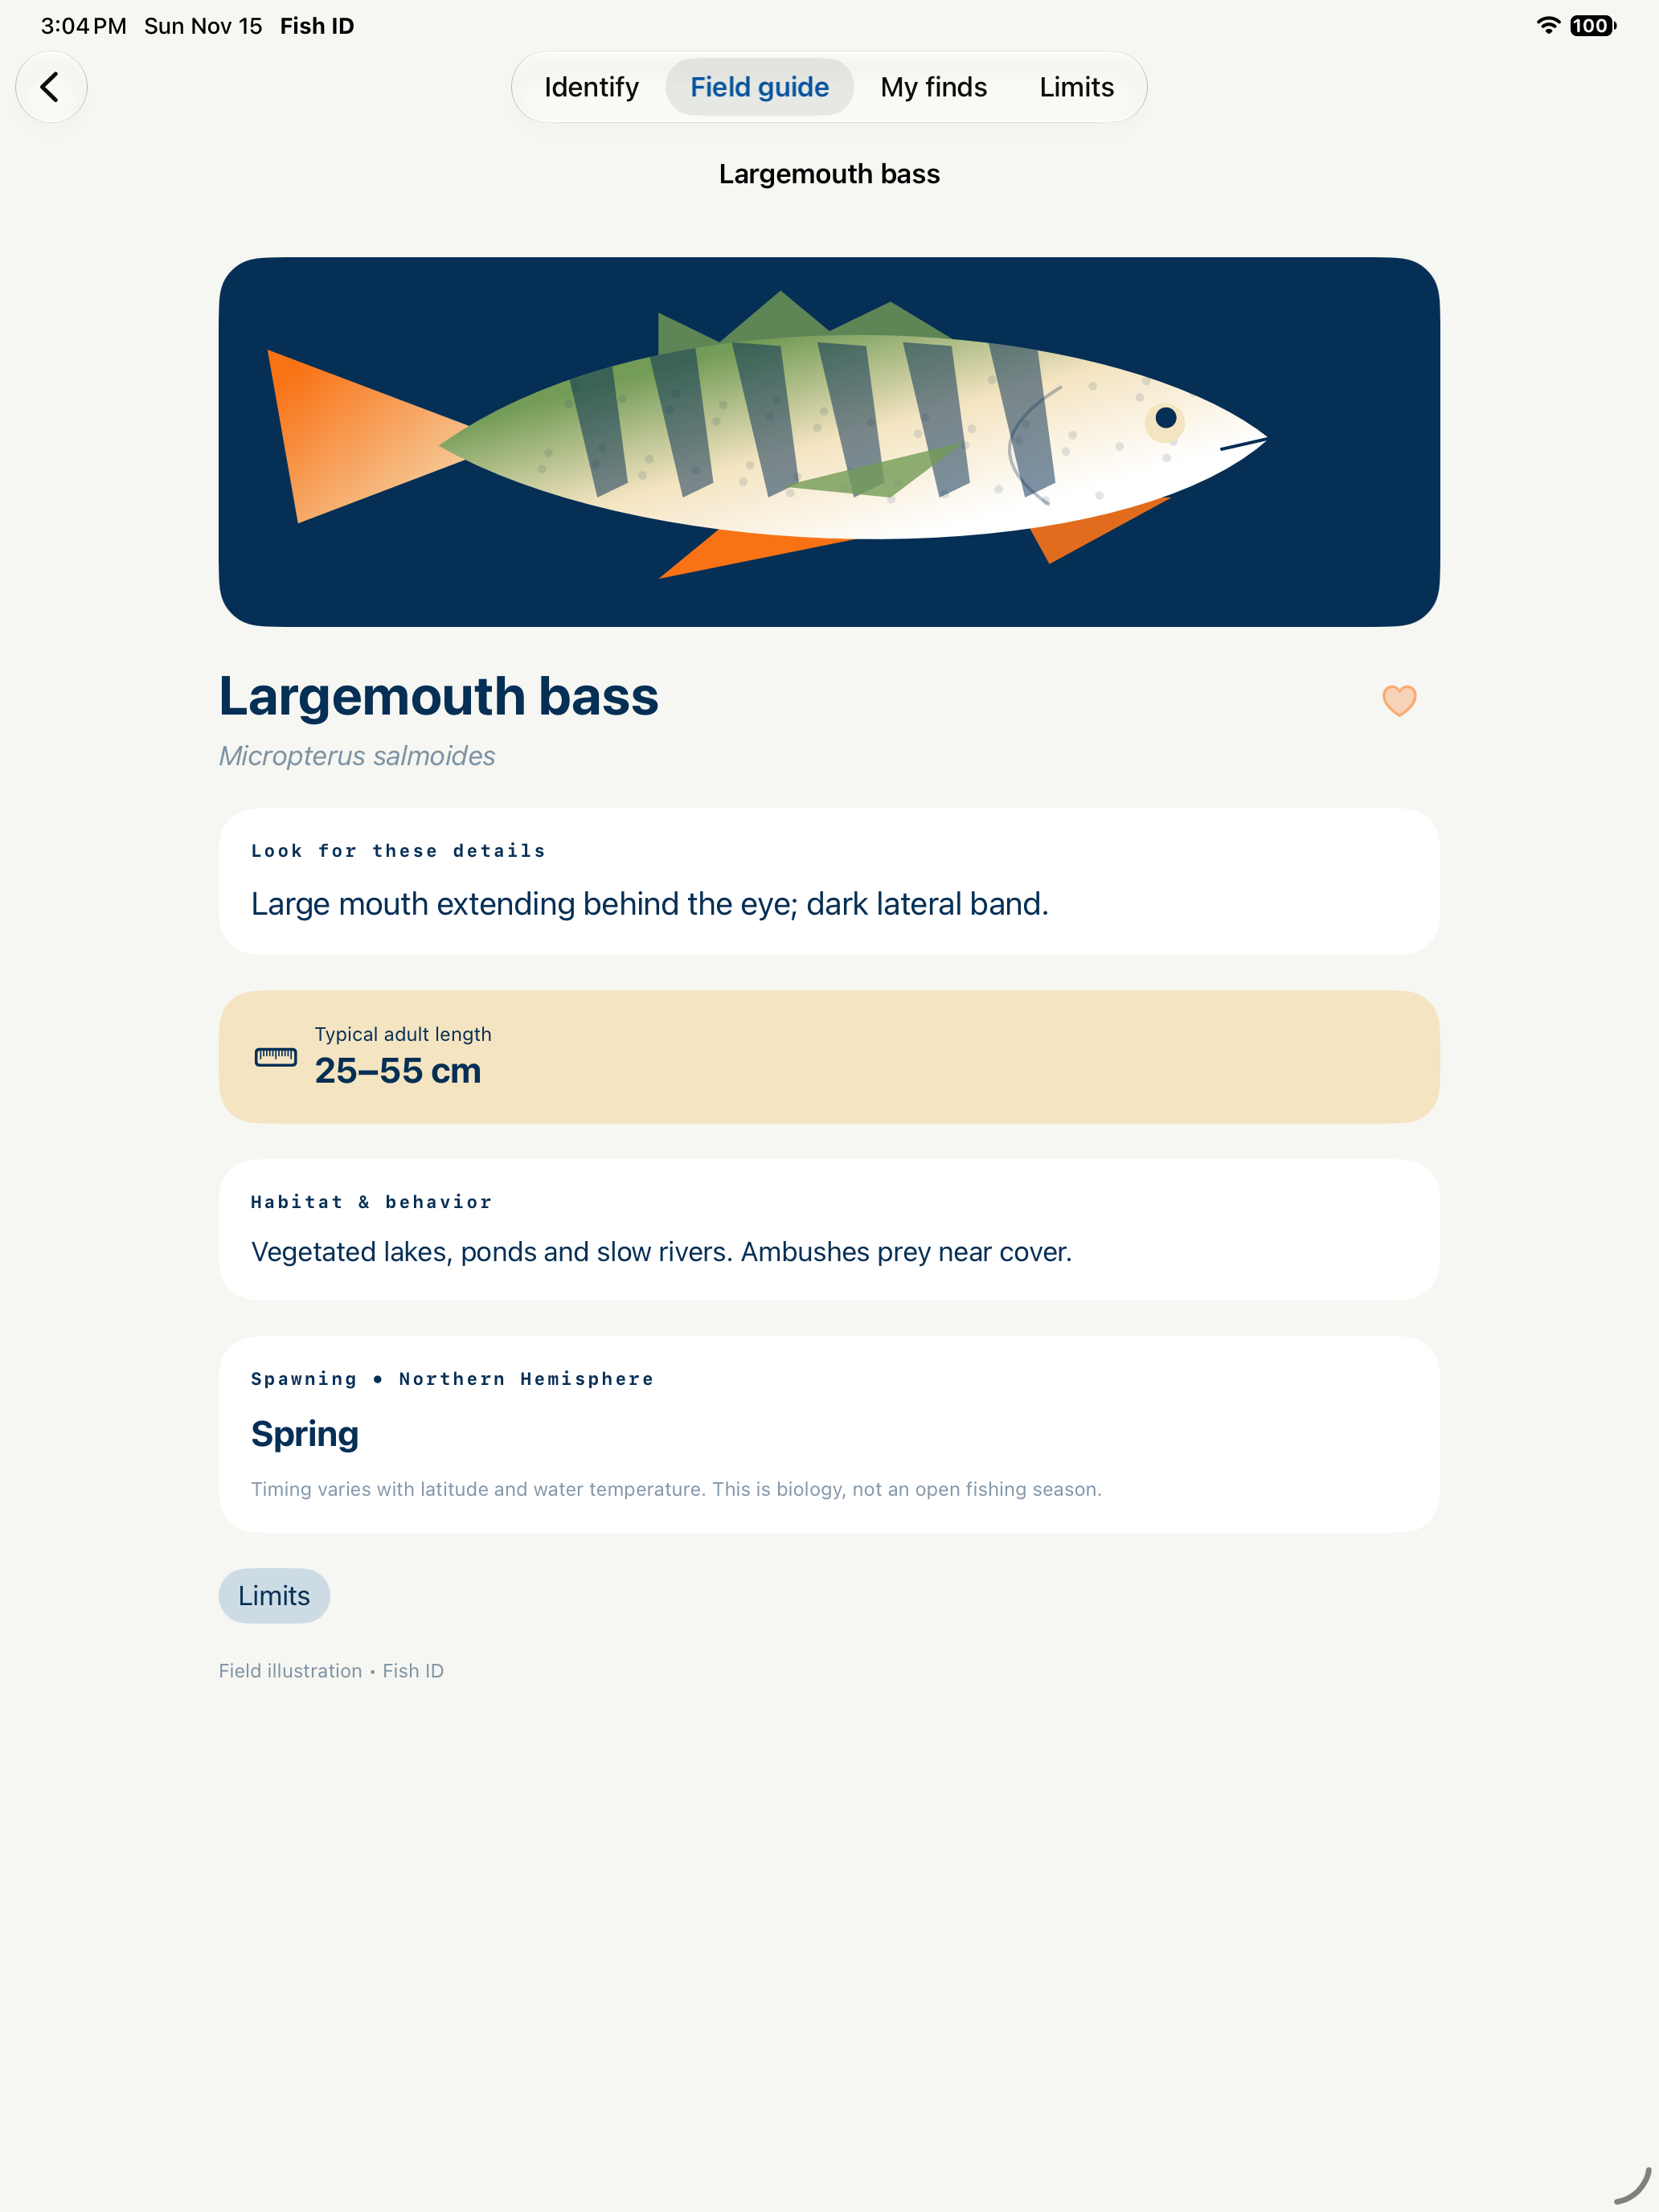 3:04 PM Sun Nov 15 Fish ID
100
Identify Field guide My finds Limits
Largemouth bass
Largemouth bass
Micropterus salmoides
Look for these details
Large mouth extending behind the eye; dark lateral band.
Typical adult length
25–55 cm
Habitat & behavior
Vegetated lakes, ponds and slow rivers. Ambushes prey near cover.
Spawning • Northern Hemisphere
Spring
Timing varies with latitude and water temperature. This is biology, not an open fishing season.
Limits
Field illustration • Fish ID